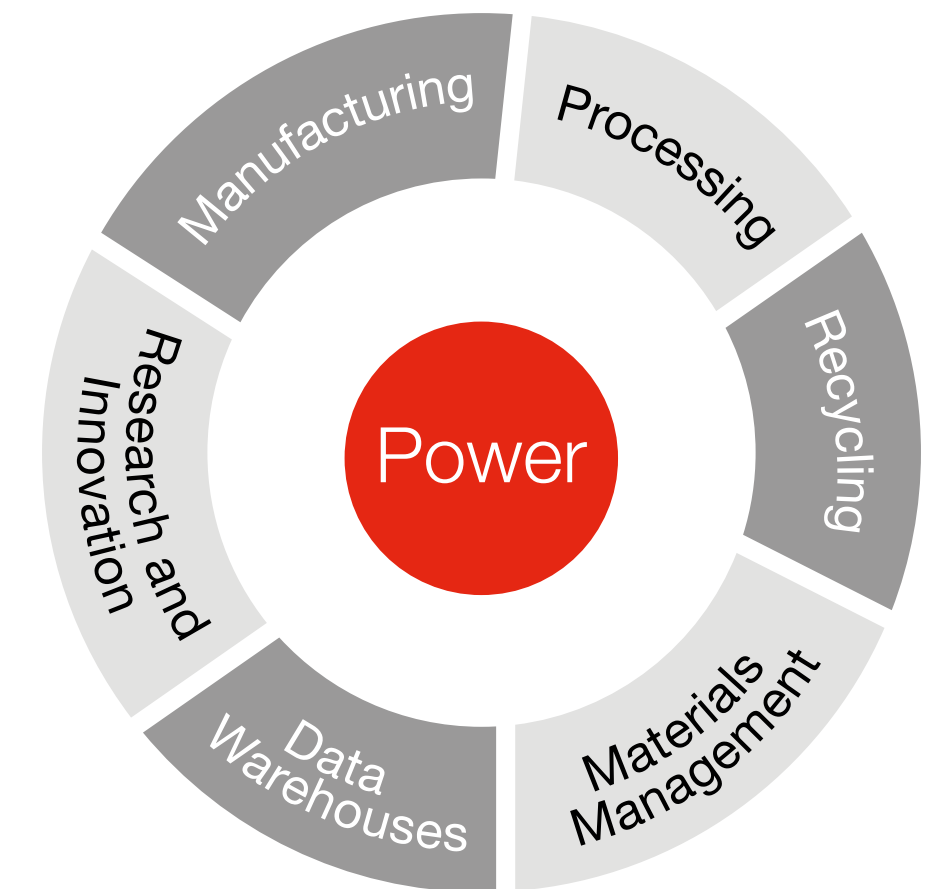 Manufacturing
Processing
Recycling
Materials
Management
Data
Warehouses
Research and
Innovation
Power